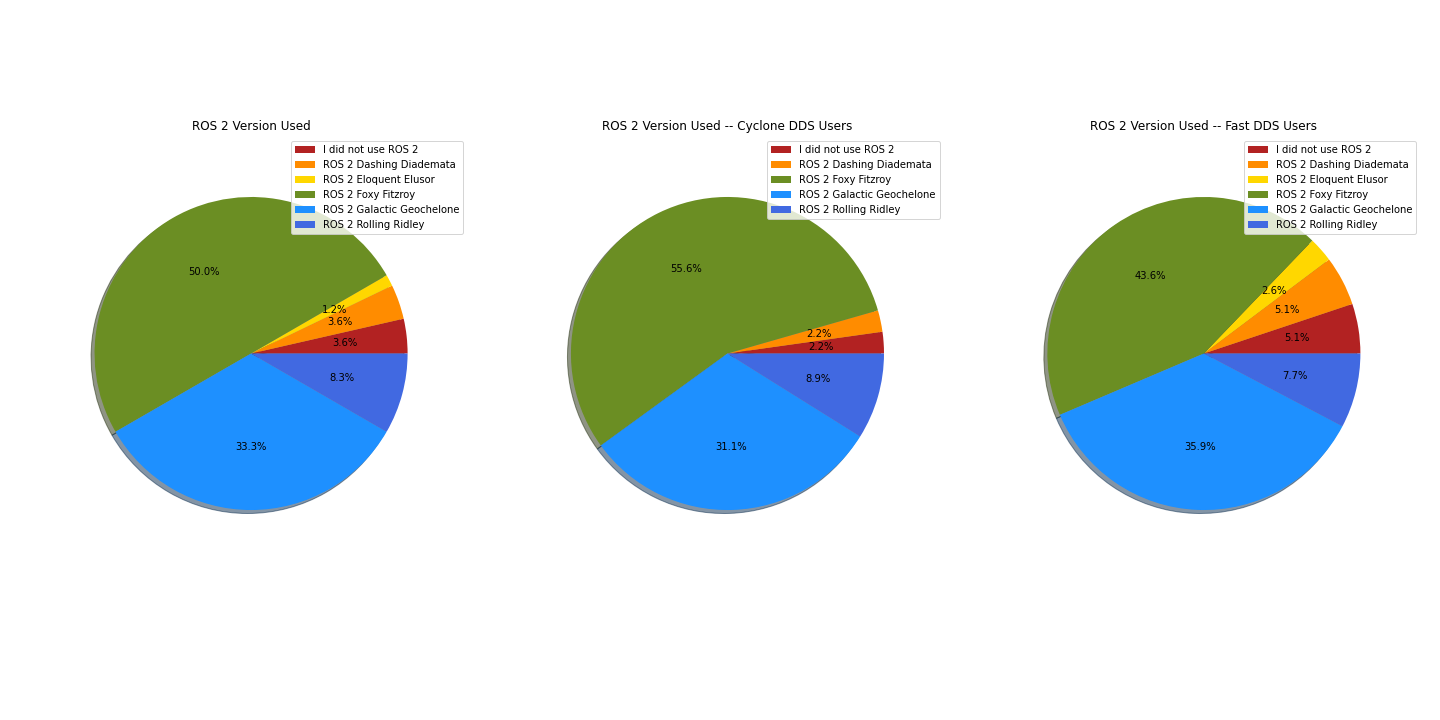 ROS 2 Version Used
I did not use ROS 2
ROS 2 Dashing Diademata
ROS 2 Eloquent Elusor
ROS 2 Foxy Fitzroy
ROS 2 Galactic Geochelone
ROS 2 Rolling Ridley
50.0%
1.2%
3.6%
3.6%
8.3%
33.3%
ROS 2 Version Used -- Cyclone DDS Users
I did not use ROS 2
ROS 2 Dashing Diademata
ROS 2 Foxy Fitzroy
ROS 2 Galactic Geochelone
ROS 2 Rolling Ridley
55.6%
2.2%
2.2%
8.9%
31.1%
ROS 2 Version Used -- Fast DDS Users
I did not use ROS 2
ROS 2 Dashing Diademata
ROS 2 Eloquent Elusor
ROS 2 Foxy Fitzroy
ROS 2 Galactic Geochelone
ROS 2 Rolling Ridley
43.6%
2.6%
5.1%
5.1%
7.7%
35.9%